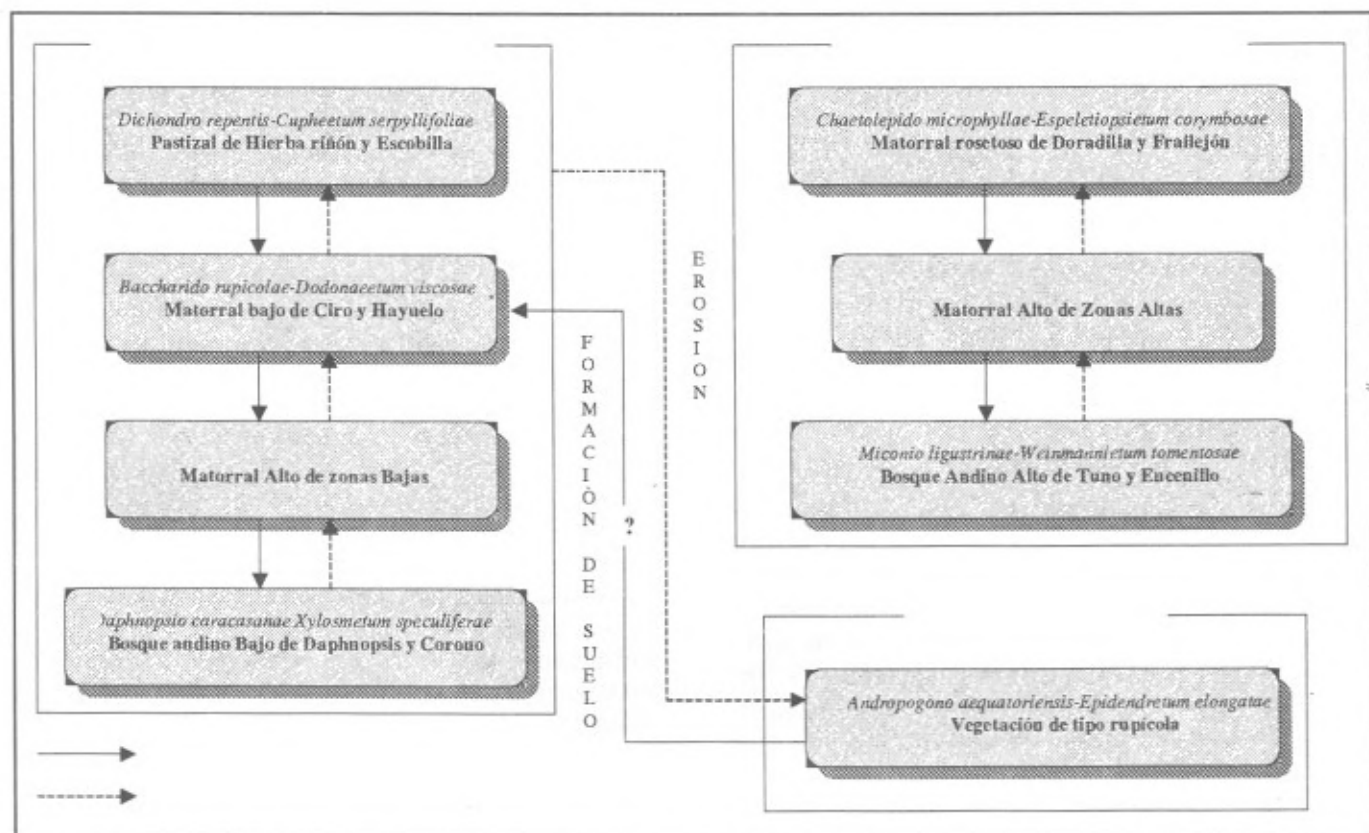 Dichondro repentis-Cupheetum serpyllifoliae
Pastizal de Hierba riñón y Escobilla
Baccharido rupicolae-Dodonaeetum viscosae
Matorral bajo de Ciro y Hayuelo
Matorral Alto de zonas Bajas
Daphnopsio caracasanae Xylosmetum speculiferae
Bosque andino Bajo de Daphnopsis y Corono
FORMACIÓN DE SUELO
?
EROSION
Chaetolepido microphyllae-Espeletiopsietum corymbosae
Matorral rosetoso de Doradilla y Frailejón
Matorral Alto de Zonas Altas
Miconio ligustrinae-Weinmannietum tomentosae
Bosque Andino Alto de Tuno y Encenillo
Andropogono aequatoriensis-Epidendretum elongatae
Vegetación de tipo rupícola